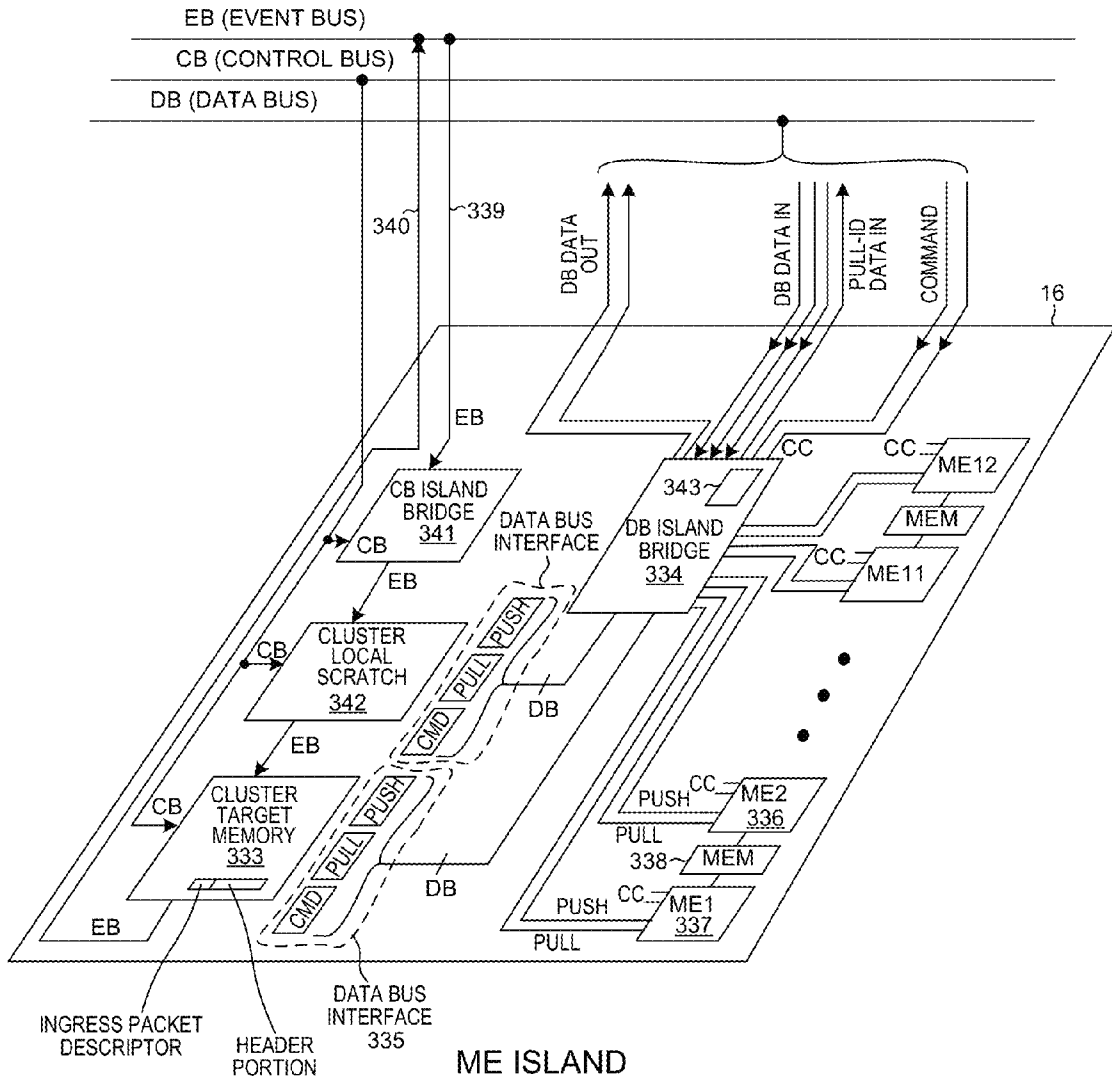 EB (EVENT BUS)
CB (CONTROL BUS)
DB (DATA BUS)
340
339
DB DATA
OUT
DB DATA IN
PULL-ID
DATA IN
COMMAND
16
EB
CB ISLAND
BRIDGE
341
CB
EB
DATA BUS
INTERFACE
343
DB ISLAND
BRIDGE
334
CC
CC
ME12
MEM
CC
ME11
CLUSTER
LOCAL
SCRATCH
342
CB
EB
CMD
PULL
PUSH
DB
CLUSTER
TARGET
MEMORY
333
CB
EB
CMD
PULL
PUSH
DB
CC
ME2
336
PUSH
PULL
338
MEM
CC
ME1
337
PUSH
PULL
INGRESS PACKET
DESCRIPTOR
HEADER
PORTION
DATA BUS
INTERFACE
335
ME ISLAND